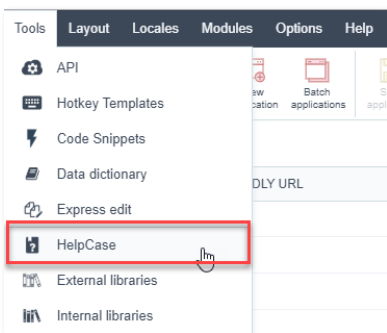 Tools Layout Locales Modules Options Help
API
Hotkey Templates
Code Snippets
Data dictionary
Express edit
HelpCase
External libraries
Internal libraries
Batch
applications
DLY URL